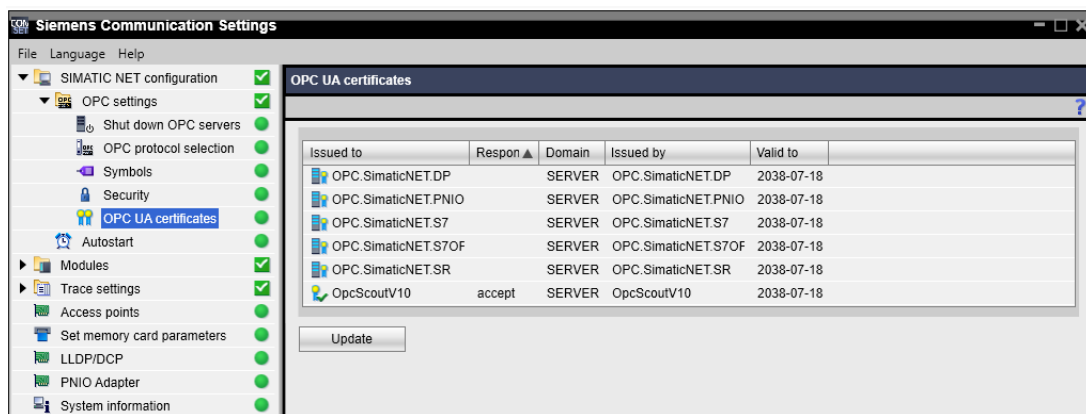 Siemens Communication Settings
File Language Help
SIMATIC NET configuration
OPC settings
Shut down OPC servers
OPC protocol selection
Symbols
Security
OPC UA certificates
Autostart
Modules
Trace settings
Access points
Set memory card parameters
LLDP/DCP
PNIO Adapter
System information
OPC UA certificates
?
Issued to Respon Domain Issued by Valid to
OPC.SimaticNET.DP SERVER OPC.SimaticNET.DP 2038-07-18
OPC.SimaticNET.PNIO SERVER OPC.SimaticNET.PNIO 2038-07-18
OPC.SimaticNET.S7 SERVER OPC.SimaticNET.S7 2038-07-18
OPC.SimaticNET.S7OF SERVER OPC.SimaticNET.S7OF 2038-07-18
OPC.SimaticNET.SR SERVER OPC.SimaticNET.SR 2038-07-18
OpcScoutV10 accept SERVER OpcScoutV10 2038-07-18
Update